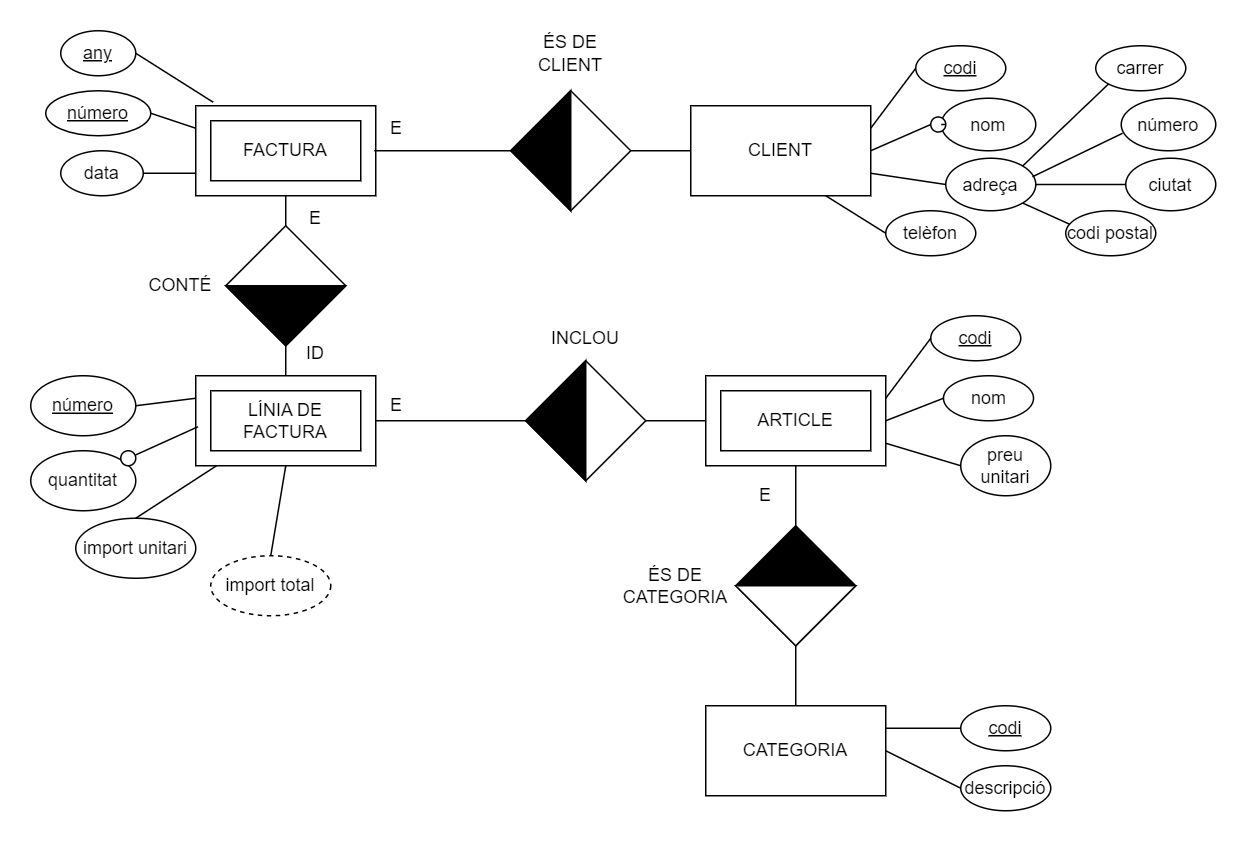 any
número
data
FACTURA
E
ÉS DE
CLIENT
CLIENT
codi
nom
adreça
telèfon
carrer
número
ciutat
codi postal
E
CONTÉ
ID
número
quantitat
import unitari
import total
LÍNIA DE
FACTURA
E
INCLOU
ARTICLE
codi
nom
preu
unitari
E
ÉS DE
CATEGORIA
CATEGORIA
codi
descripció